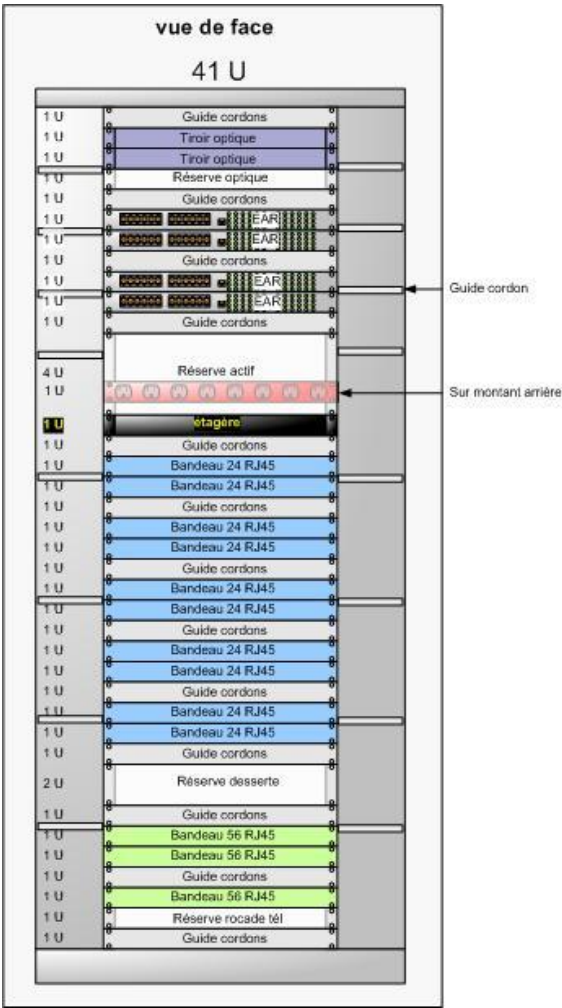 vue de face
41 U
1 U Guide cordons
1 U Tiroir optique
1 U Tiroir optique
1 U Réserve optique
1 U Guide cordons
1 U EAR
1 U EAR
1 U Guide cordons
1 U EAR
Guide cordon
1 U EAR
1 U Guide cordons
4 U Réserve actif
1 U
Sur montant arrière
1 U étagère
1 U Guide cordons
1 U Bandeau 24 RJ45
1 U Bandeau 24 RJ45
1 U Guide cordons
1 U Bandeau 24 RJ45
1 U Bandeau 24 RJ45
1 U Guide cordons
1 U Bandeau 24 RJ45
1 U Bandeau 24 RJ45
1 U Guide cordons
1 U Bandeau 24 RJ45
1 U Bandeau 24 RJ45
1 U Guide cordons
1 U Bandeau 24 RJ45
1 U Bandeau 24 RJ45
1 U Guide cordons
2 U Réserve desserte
1 U Guide cordons
1 U Bandeau 56 RJ45
1 U Bandeau 56 RJ45
1 U Guide cordons
1 U Bandeau 56 RJ45
1 U Réserve rocade tél
1 U Guide cordons